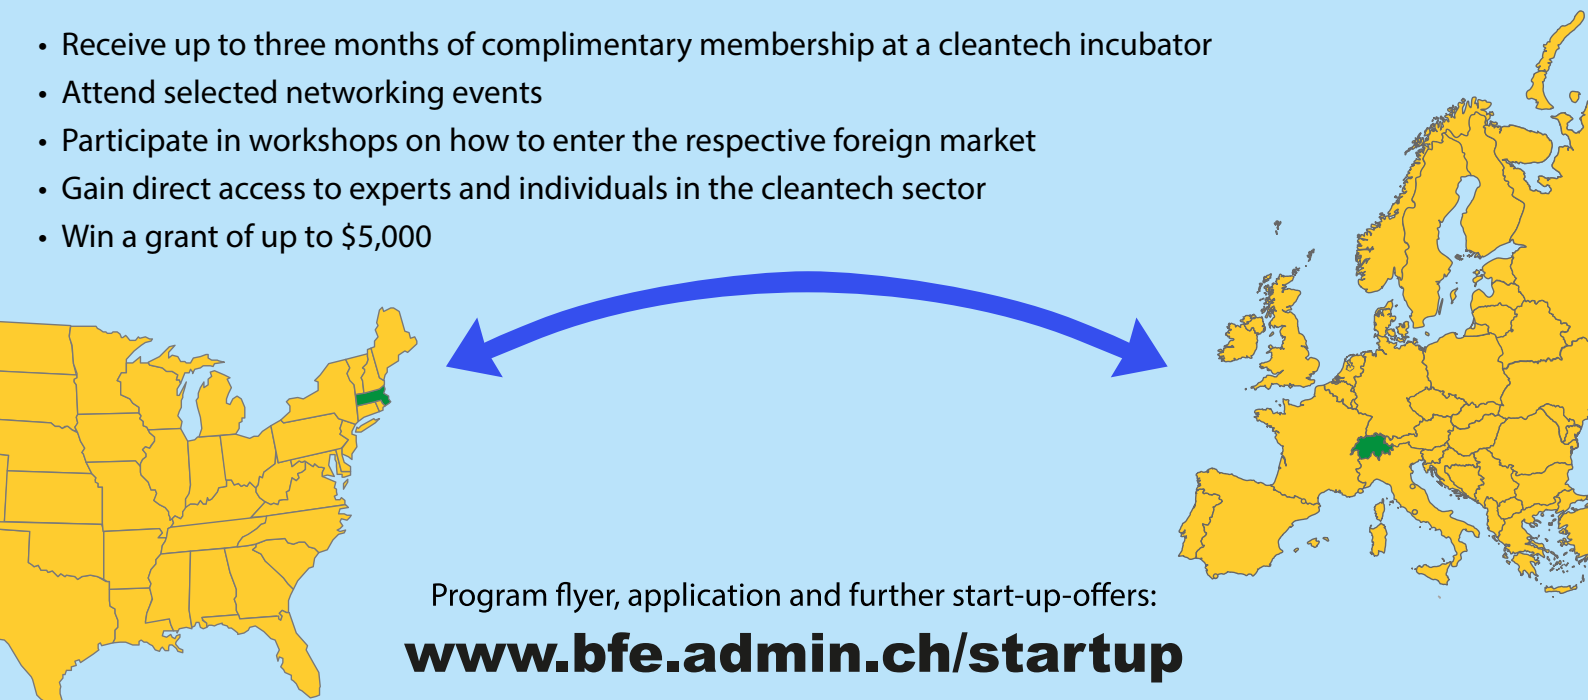 • Receive up to three months of complimentary membership at a cleantech incubator
• Attend selected networking events
• Participate in workshops on how to enter the respective foreign market
• Gain direct access to experts and individuals in the cleantech sector
• Win a grant of up to $5,000
Program flyer, application and further start-up-offers:
www.bfe.admin.ch/startup